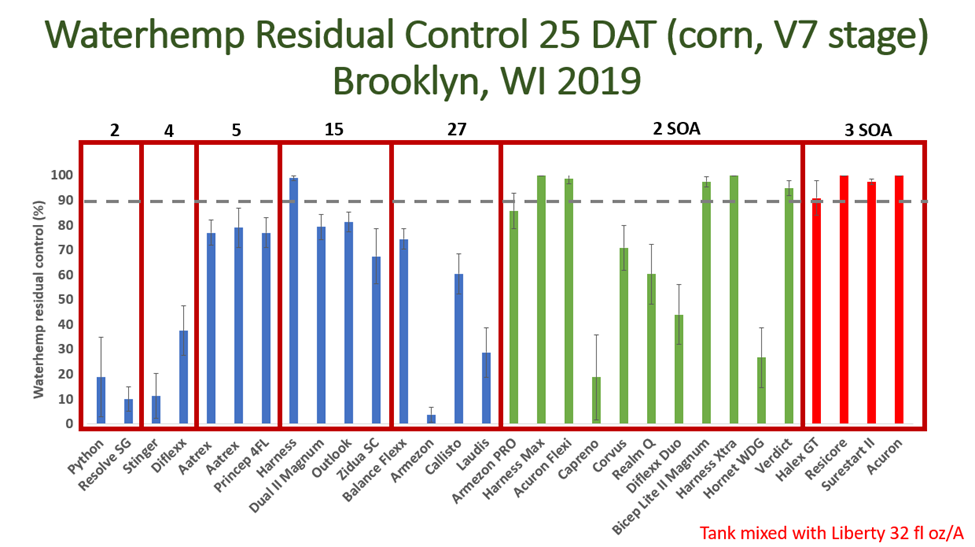 Waterhemp Residual Control 25 DAT (corn, V7 stage)
Brooklyn, WI 2019
2 4 5 15 27 2 SOA 3 SOA
Waterhemp residual control (%)
100
90
80
70
60
50
40
30
20
10
0
Python
Resolve SG
Stinger
Diflexx
Aatrex
Aatrex
Princep 4FL
Harness
Dual II Magnum
Outlook
Zidua SC
Balance Flexx
Armezon
Callisto
Laudis
Armezon PRO
Harness Max
Acuron Flexi
Capreno
Corvus
Realm Q
Diflexx Duo
Bicep Lite II Magnum
Harness Xtra
Hornet WDG
Verdict
Halex GT
Resicore
Surestart II
Acuron
Tank mixed with Liberty 32 fl oz/A